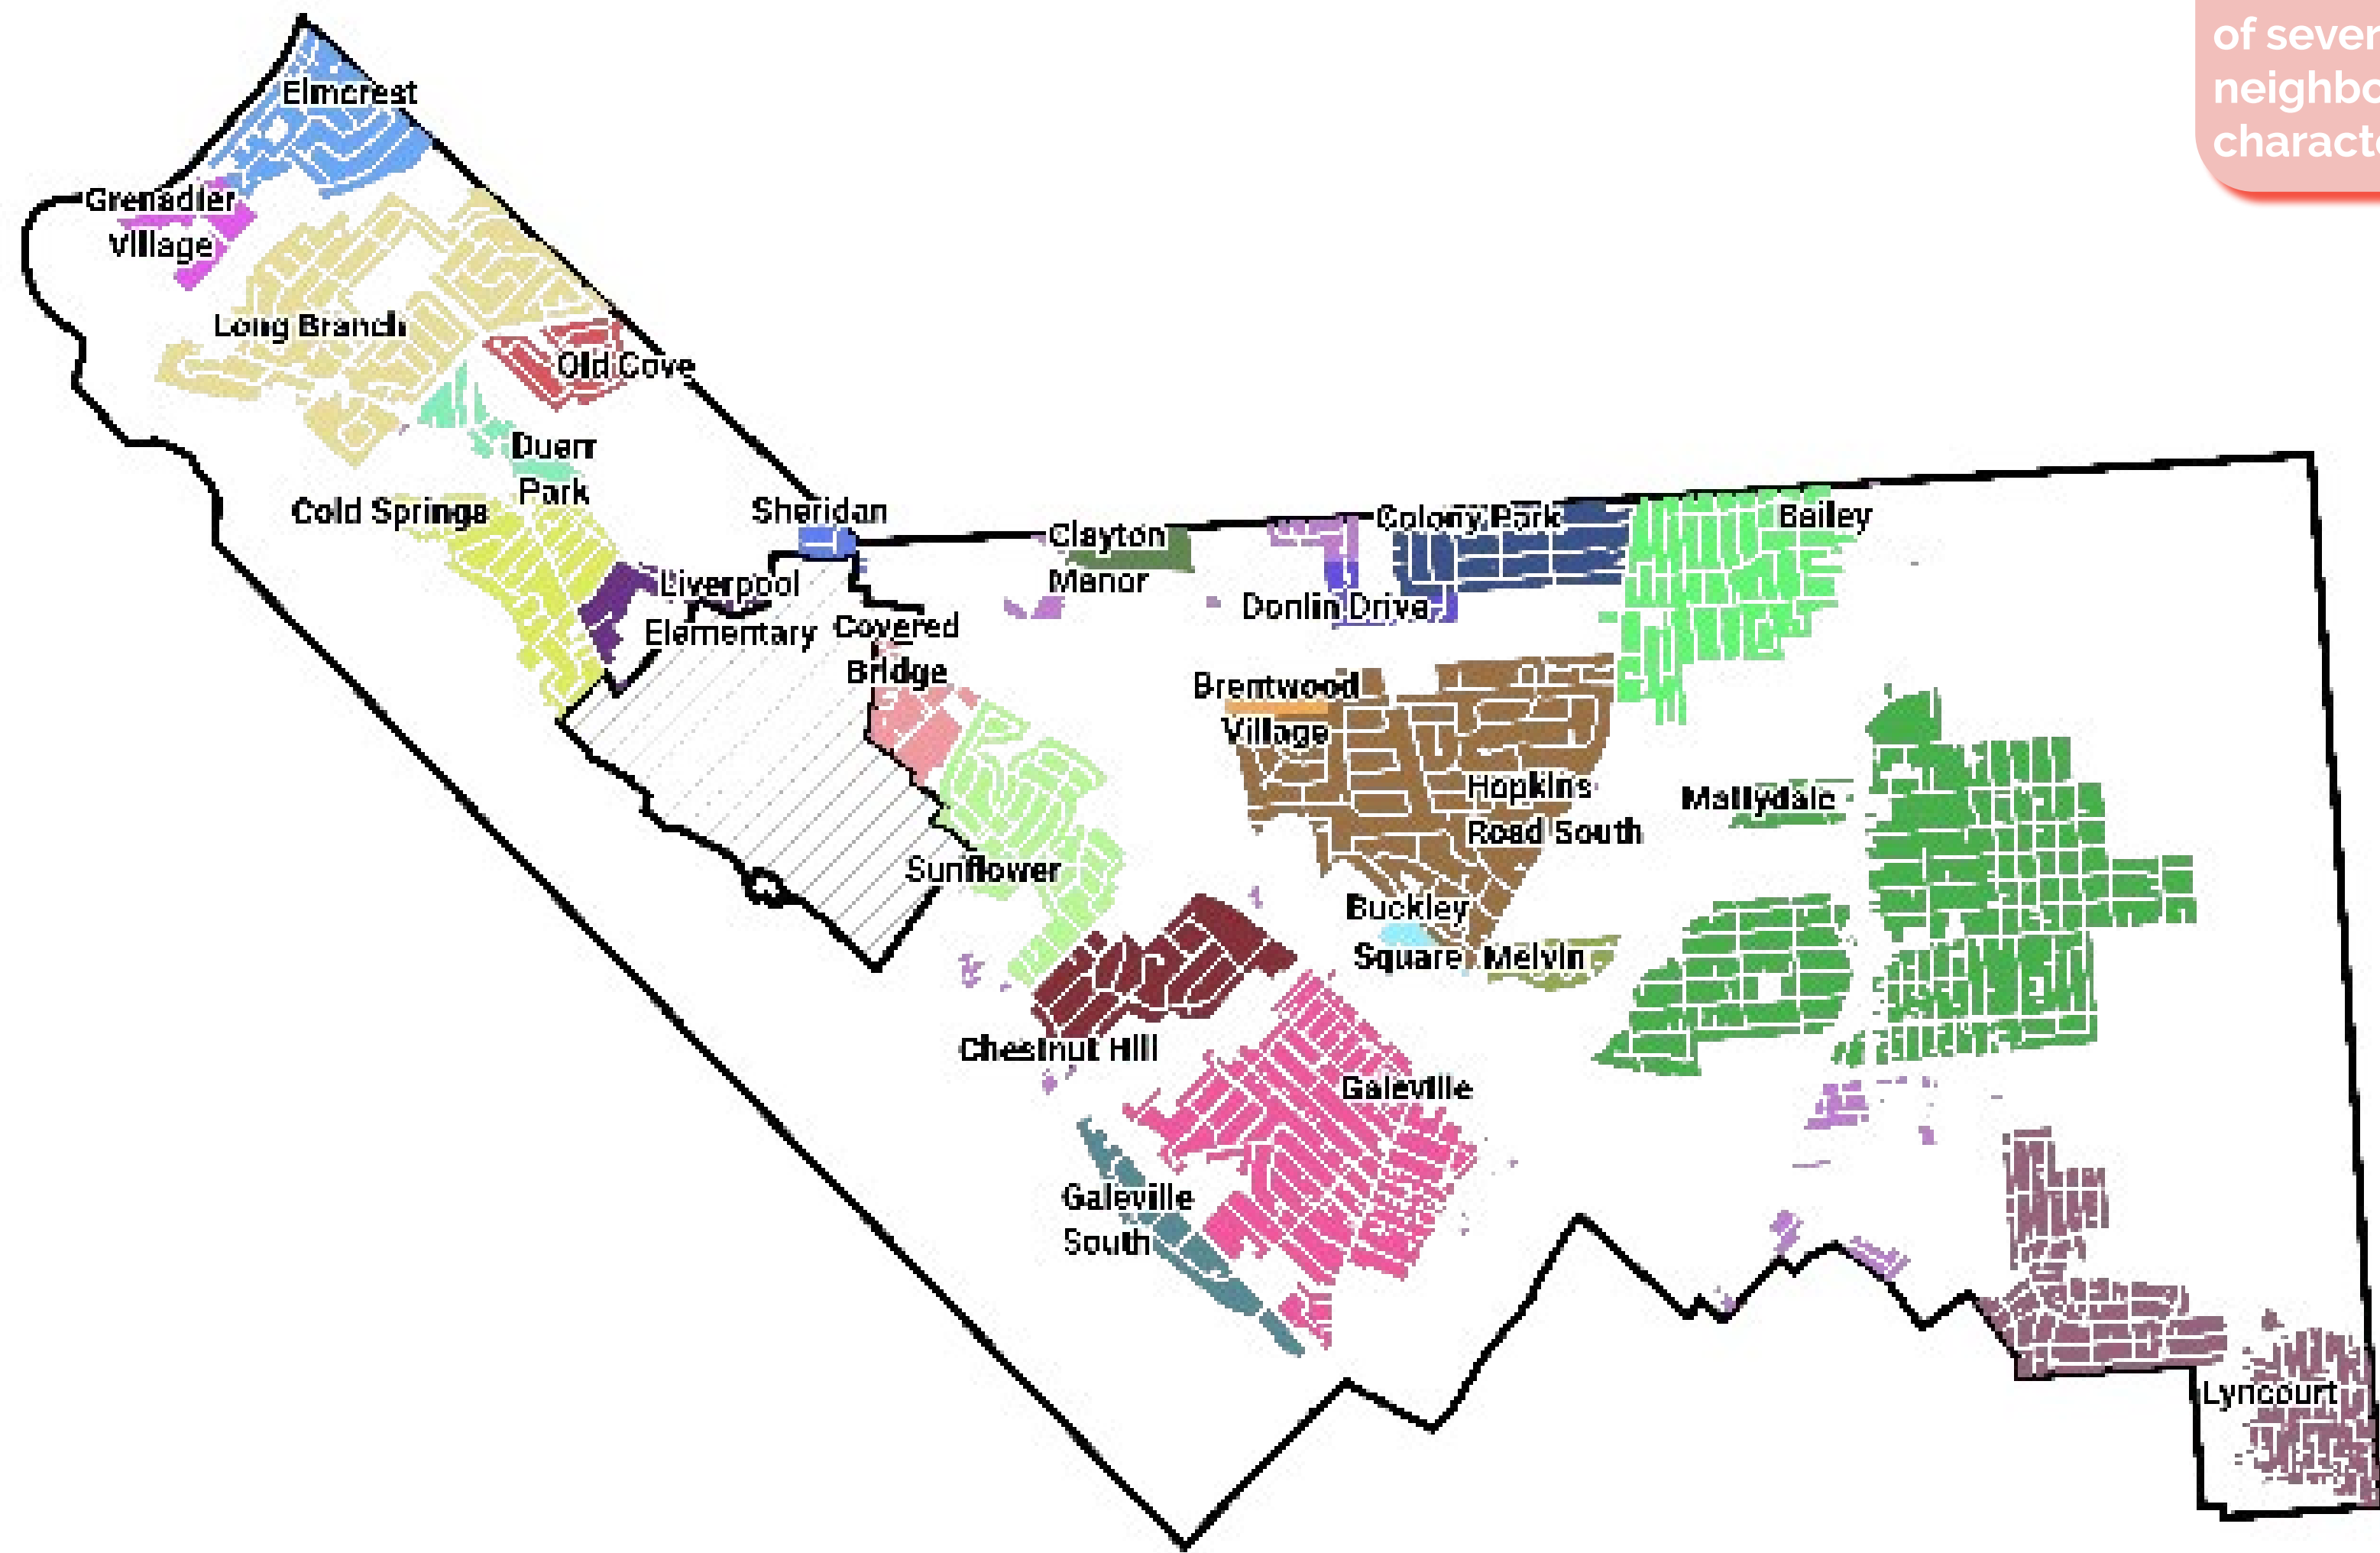 of sever
neighbo
charact
Elmcrest
Grenadier
Village
Long Branch
Old Cove
Duerr
Park
Cold Springs
Sheridan
Liverpool
Elementary
Covered
Bridge
Clayton
Manor
Colony Park
Bailey
Donlin Drive
Brentwood
Village
Hopkins
Road South
Mattydale
Sunflower
Buckley
Square
Melvin
Chestnut Hill
Galeville
Galeville
South
Lyncourt